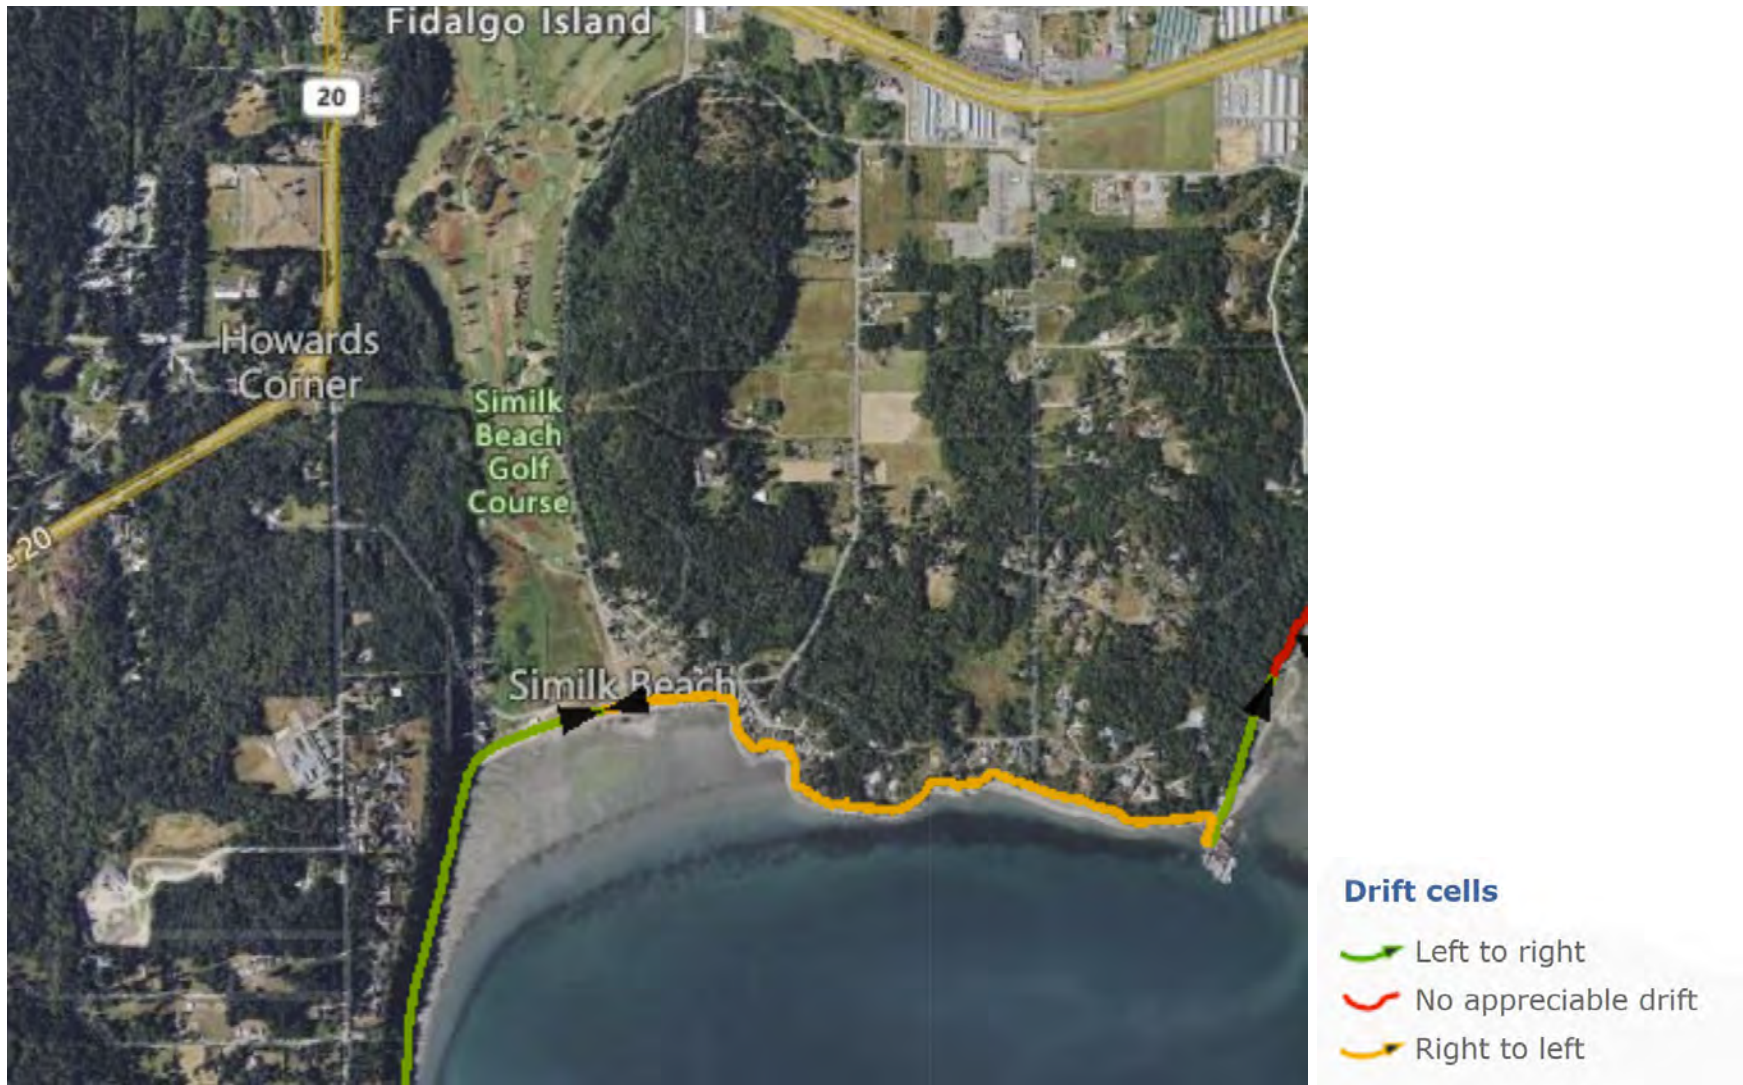 Fidalgo Island
20
Howards
Corner
Similk
Beach
Golf
Course
e 20
Similk Beach
Drift cells
Left to right
No appreciable drift
Right to left